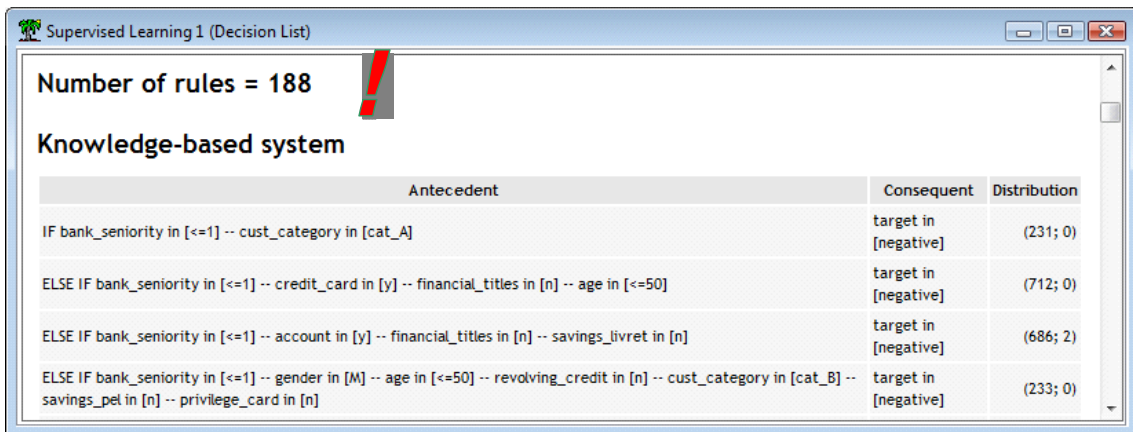 Supervised Learning 1 (Decision List)
Number of rules = 188 !
Knowledge-based system
Antecedent Consequent Distribution
IF bank_seniority in [<=1] -- cust_category in [cat_A] target in [negative] (231; 0)
ELSE IF bank_seniority in [<=1] -- credit_card in [y] -- financial_titles in [n] -- age in [<=50] target in [negative] (712; 0)
ELSE IF bank_seniority in [<=1] -- account in [y] -- financial_titles in [n] -- savings_livret in [n] target in [negative] (686; 2)
ELSE IF bank_seniority in [<=1] -- gender in [M] -- age in [<=50] -- revolving_credit in [n] -- cust_category in [cat_B] --
savings_pel in [n] -- privilege_card in [n] target in [negative] (233; 0)